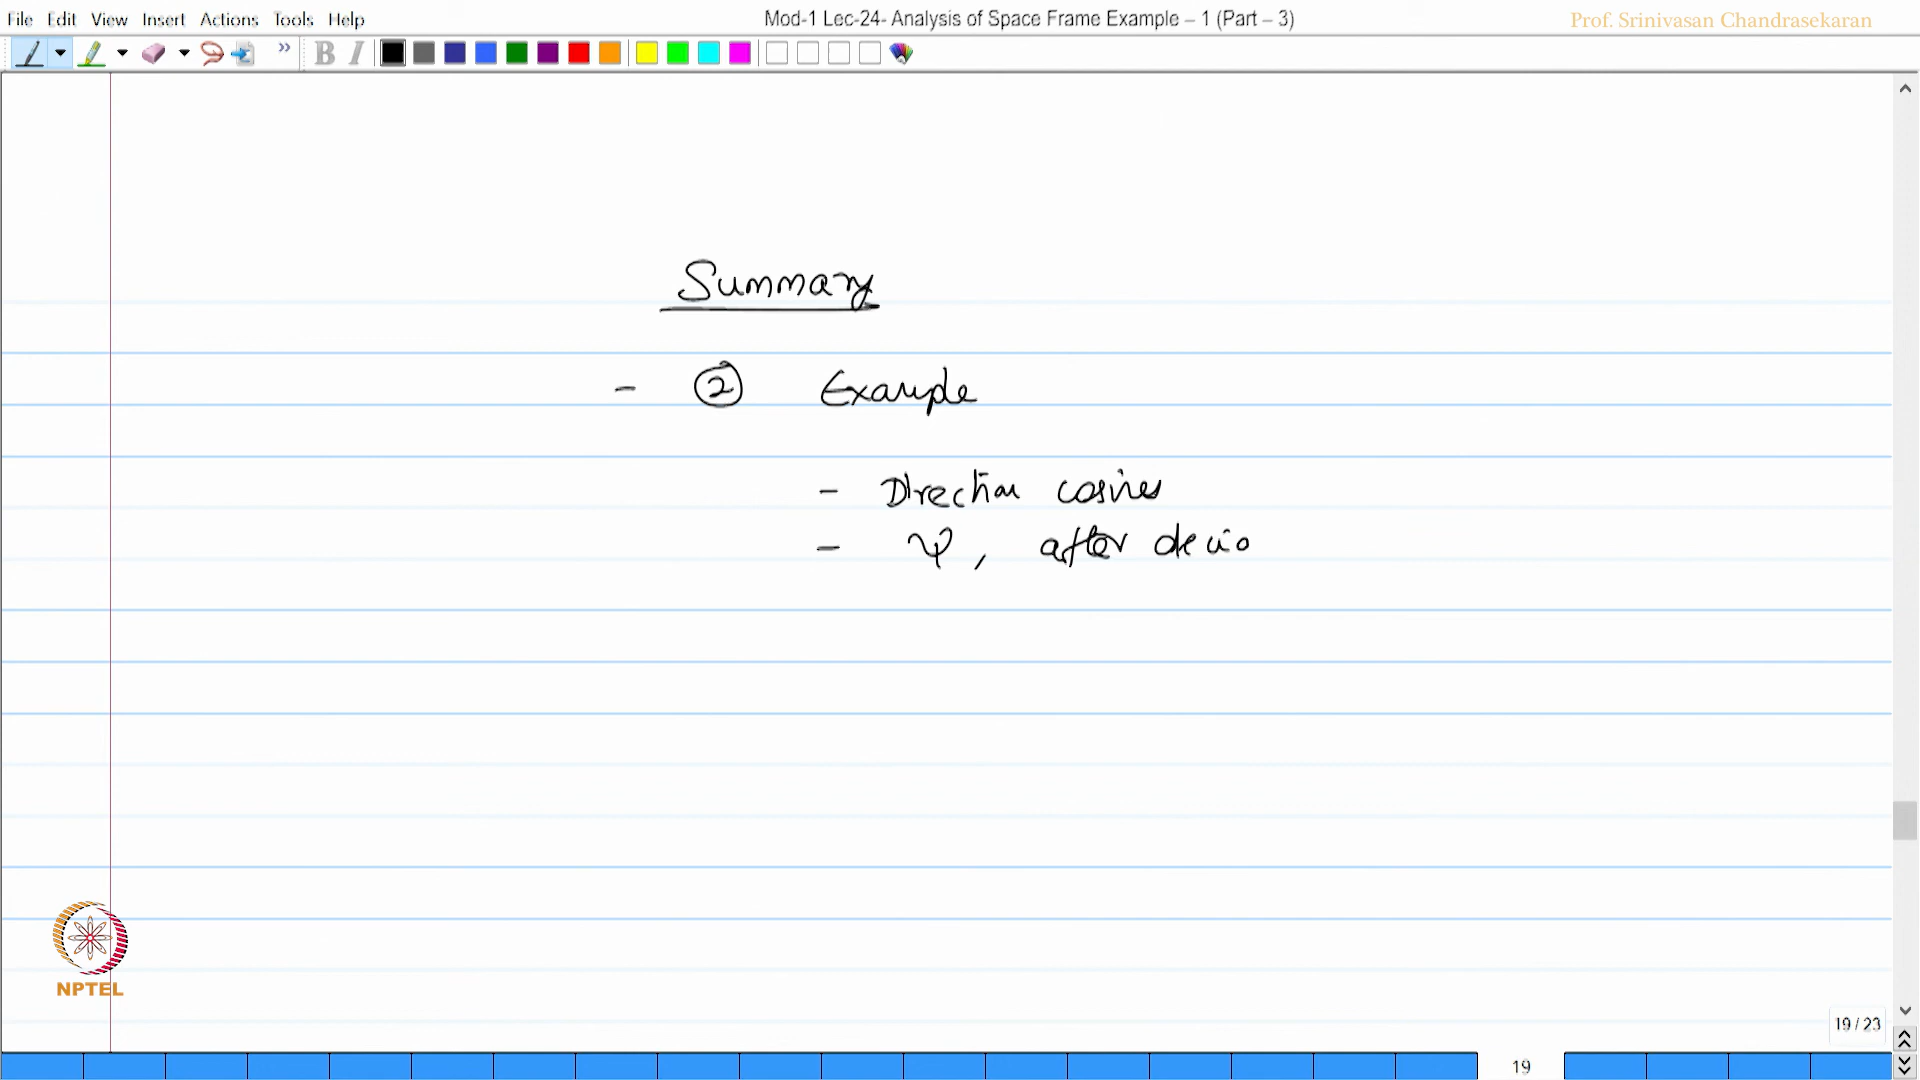 File Edit View Insert Actions Tools Help
Mod-1 Lec-24- Analysis of Space Frame Example – 1 (Part – 3)
Prof. Srinivasan Chandrasekaran
B I
Summary
- ② Example
- Direction cosines
- ψ, after decio
NPTEL
19 / 23
19